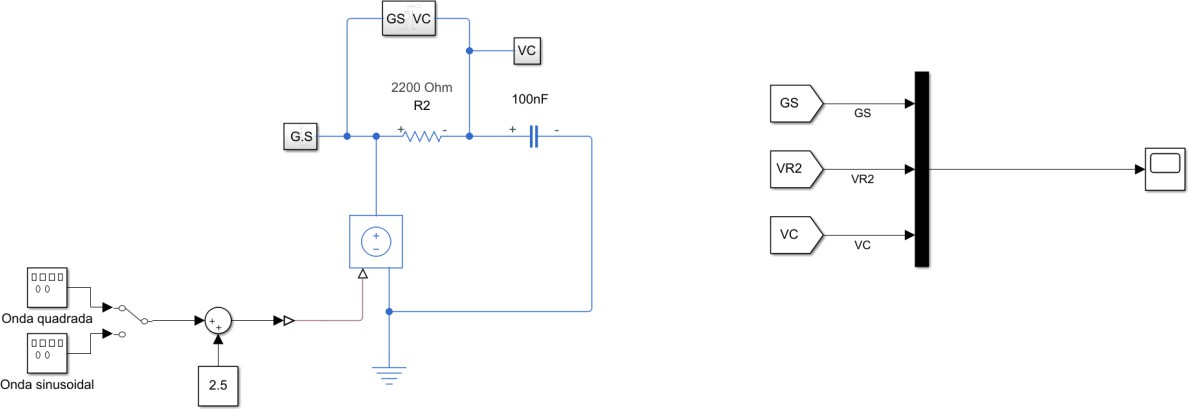 GS VC
VC
2200 Ohm
R2
100nF
G.S
+ -
+ -
+
−
Onda quadrada
Onda sinusoidal
+
+
2.5
GS
GS
VR2
VR2
VC
VC